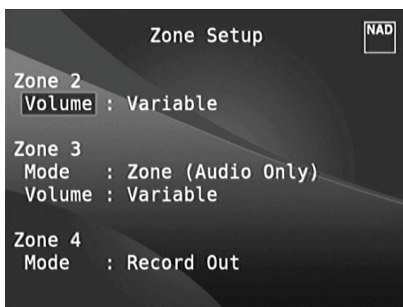 Zone Setup
NAD
Zone 2
Volume : Variable
Zone 3
Mode : Zone (Audio Only)
Volume : Variable
Zone 4
Mode : Record Out